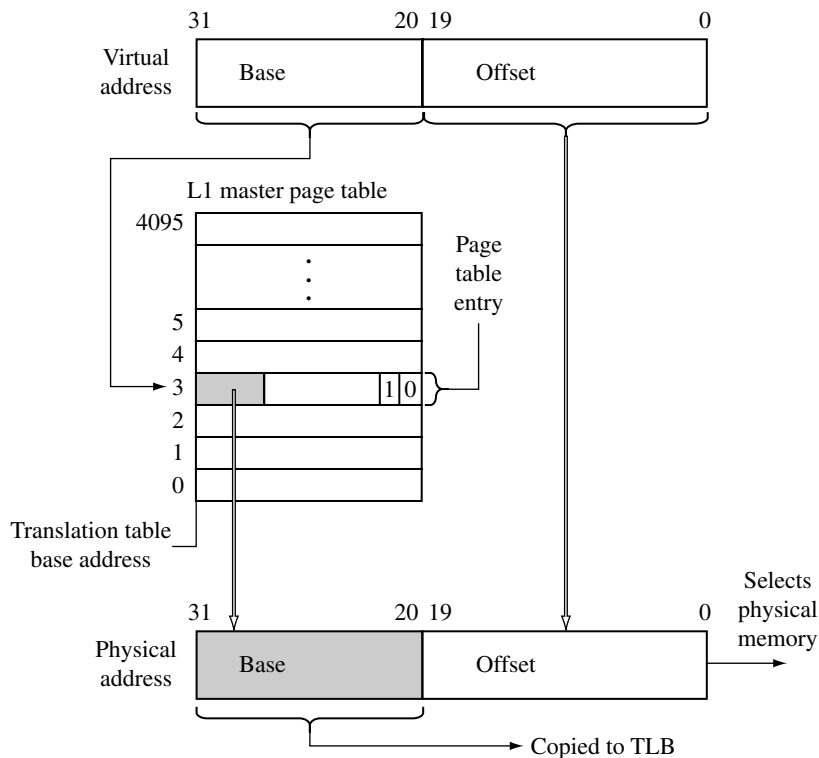 31 20 19 0
Virtual
address
Base Offset
L1 master page table
4095
Page
table
entry
5
4
3 1 0
2
1
0
Translation table
base address
31 20 19 0
Selects
physical
memory
Physical
address
Base Offset
Copied to TLB